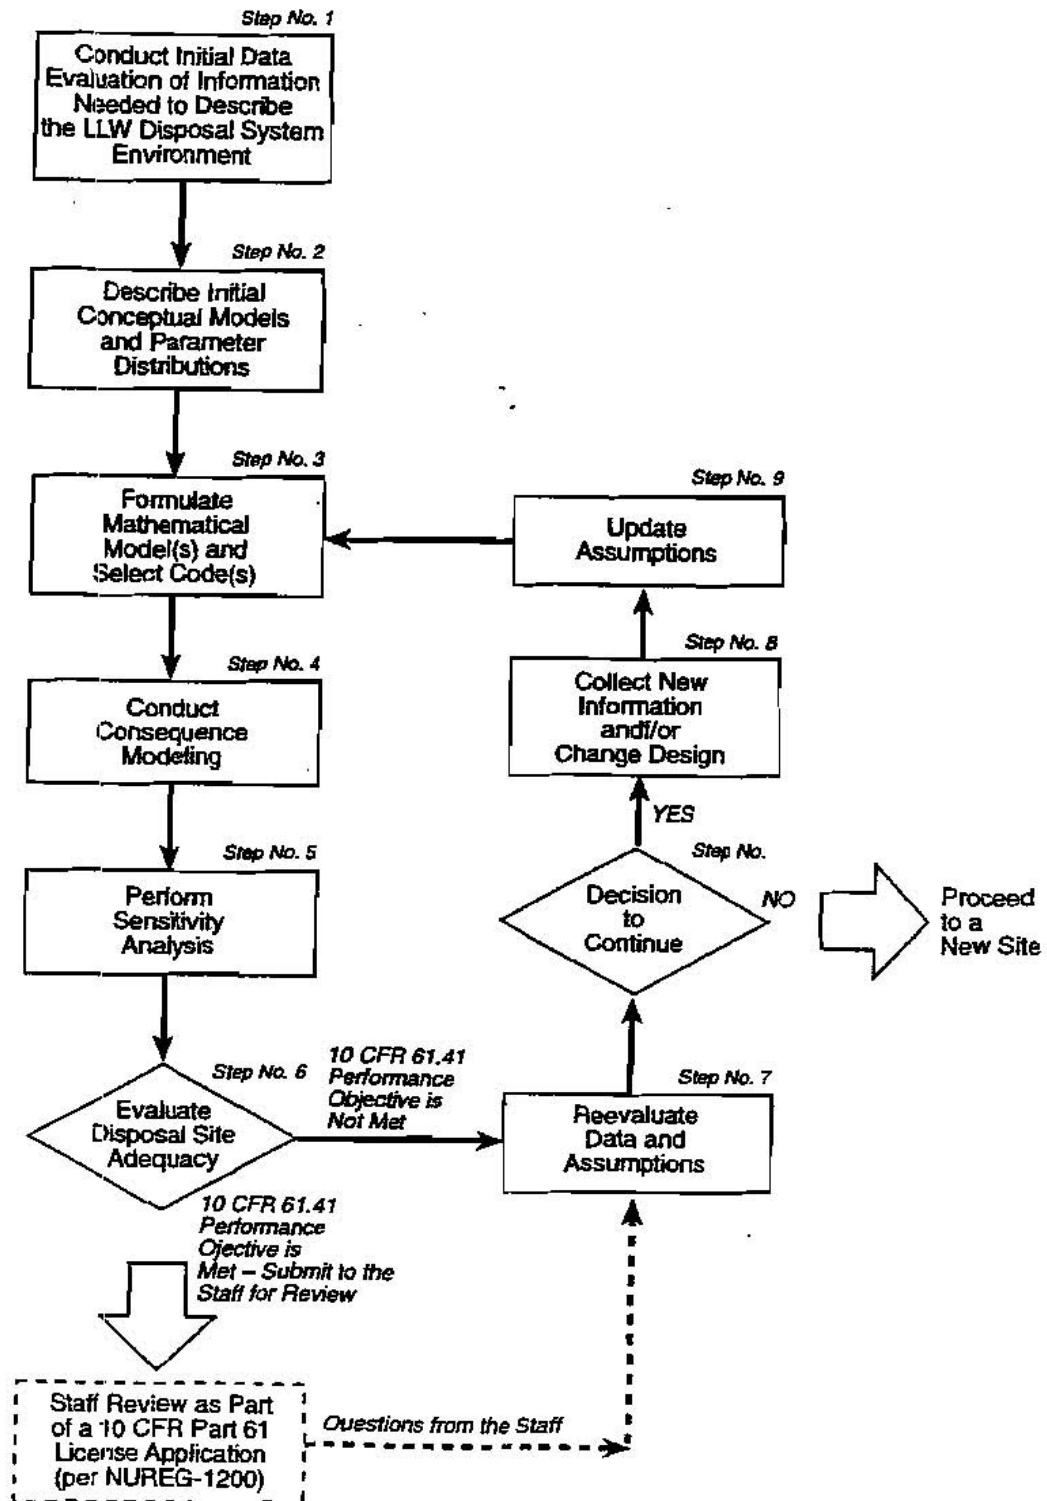 Step No. 1
Conduct Initial Data
Evaluation of Information
Needed to Describe
the LLW Disposal System
Environment
Step No. 2
Describe Initial
Conceptual Models
and Parameter
Distributions
Step No. 3
Formulate
Mathematical
Model(s) and
Select Code(s)
Step No. 4
Conduct
Consequence
Modeling
Step No. 5
Perform
Sensitivity
Analysis
Step No. 6
Evaluate
Disposal Site
Adequacy
10 CFR 61.41
Performance
Objective is
Not Met
10 CFR 61.41
Performance
Ojective is
Met – Submit to the
Staff for Review
Staff Review as Part
of a 10 CFR Part 61
License Application
(per NUREG-1200)
Questions from the Staff
Step No. 7
Reevaluate
Data and
Assumptions
Step No.
Decision
to
Continue
NO
Proceed
to a
New Site
YES
Step No. 8
Collect New
Information
andf/or
Change Design
Step No. 9
Update
Assumptions